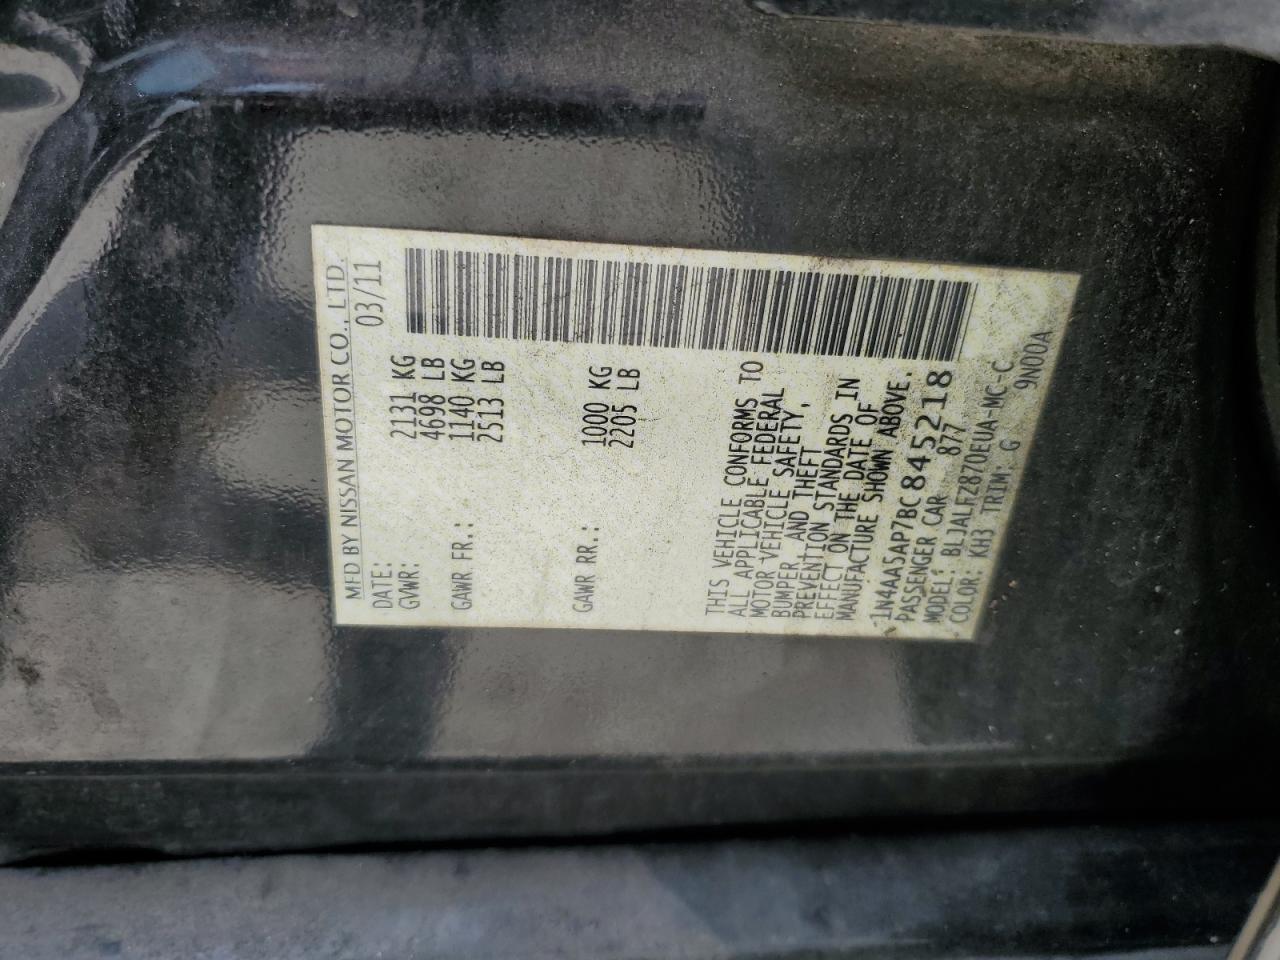 MFD BY NISSAN MOTOR CO., LTD.
DATE: 03/11
GVWR: 2131 KG
4698 LB
GAWR FR.: 1140 KG
2513 LB
GAWR RR.: 1000 KG
2205 LB
THIS VEHICLE CONFORMS TO
ALL APPLICABLE FEDERAL
MOTOR VEHICLE SAFETY,
BUMPER, AND THEFT
PREVENTION STANDARDS IN
EFFECT ON THE DATE OF
MANUFACTURE SHOWN ABOVE.
1N4AA5AP7BC845218
PASSENGER CAR 877
MODEL: BLJALFZ870EUA-MC-C
COLOR: KH3 TRIM: G 9N00A